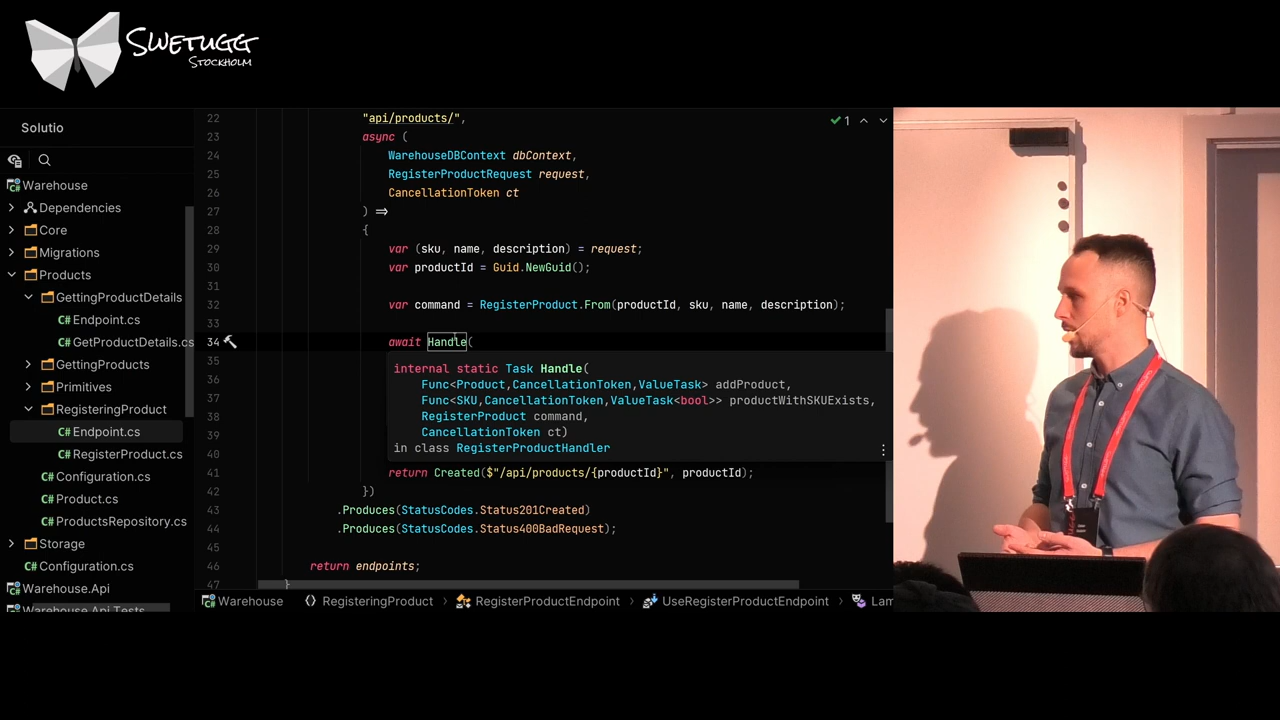 SWETUGG
STOCKHOLM
Solutio
Warehouse
Dependencies
Core
Migrations
Products
GettingProductDetails
C# Endpoint.cs
C# GetProductDetails.cs
GettingProducts
Primitives
RegisteringProduct
C# Endpoint.cs
C# RegisterProduct.cs
C# Configuration.cs
C# Product.cs
C# ProductsRepository.cs
Storage
C# Configuration.cs
Warehouse.Api
Warehouse.Api.Tests
1
22 "api/products/",
23 async (
24 WarehouseDBContext dbContext,
25 RegisterProductRequest request,
26 CancellationToken ct
27 ) =>
28 {
29 var (sku, name, description) = request;
30 var productId = Guid.NewGuid();
31
32 var command = RegisterProduct.From(productId, sku, name, description);
33
34 await Handle(
35
36
37
38
39
40
internal static Task Handle(
Func<Product,CancellationToken,ValueTask> addProduct,
Func<SKU,CancellationToken,ValueTask<bool>> productWithSKUExists,
RegisterProduct command,
CancellationToken ct)
in class RegisterProductHandler
41 return Created($"/api/products/{productId}", productId);
42 })
43 .Produces(StatusCodes.Status201Created)
44 .Produces(StatusCodes.Status400BadRequest);
45
46 return endpoints;
47 }
Warehouse RegisteringProduct RegisterProductEndpoint UseRegisterProductEndpoint Lam